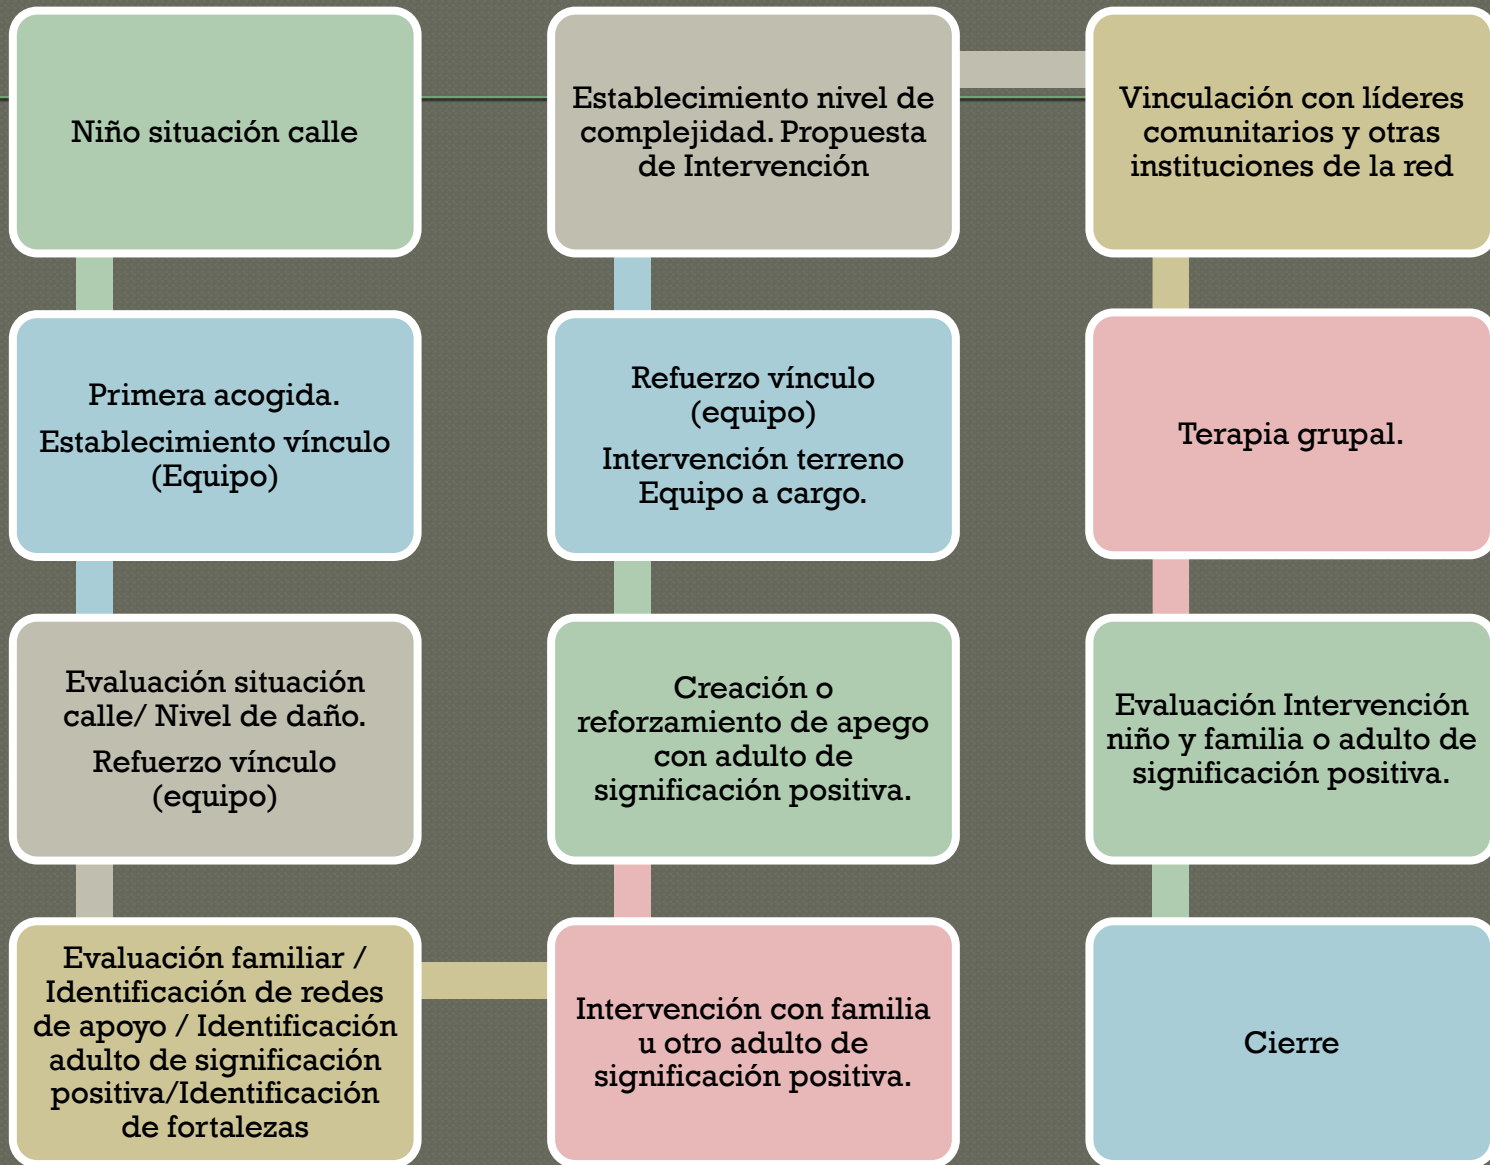 Niño situación calle
Primera acogida.
Establecimiento vínculo
(Equipo)
Evaluación situación
calle/ Nivel de daño.
Refuerzo vínculo
(equipo)
Evaluación familiar /
Identificación de redes
de apoyo / Identificación
adulto de significación
positiva/Identificación
de fortalezas
Intervención con familia
u otro adulto de
significación positiva.
Creación o
reforzamiento de apego
con adulto de
significación positiva.
Refuerzo vínculo
(equipo)
Intervención terreno
Equipo a cargo.
Establecimiento nivel de
complejidad. Propuesta
de Intervención
Vinculación con líderes
comunitarios y otras
instituciones de la red
Terapia grupal.
Evaluación Intervención
niño y familia o adulto de
significación positiva.
Cierre